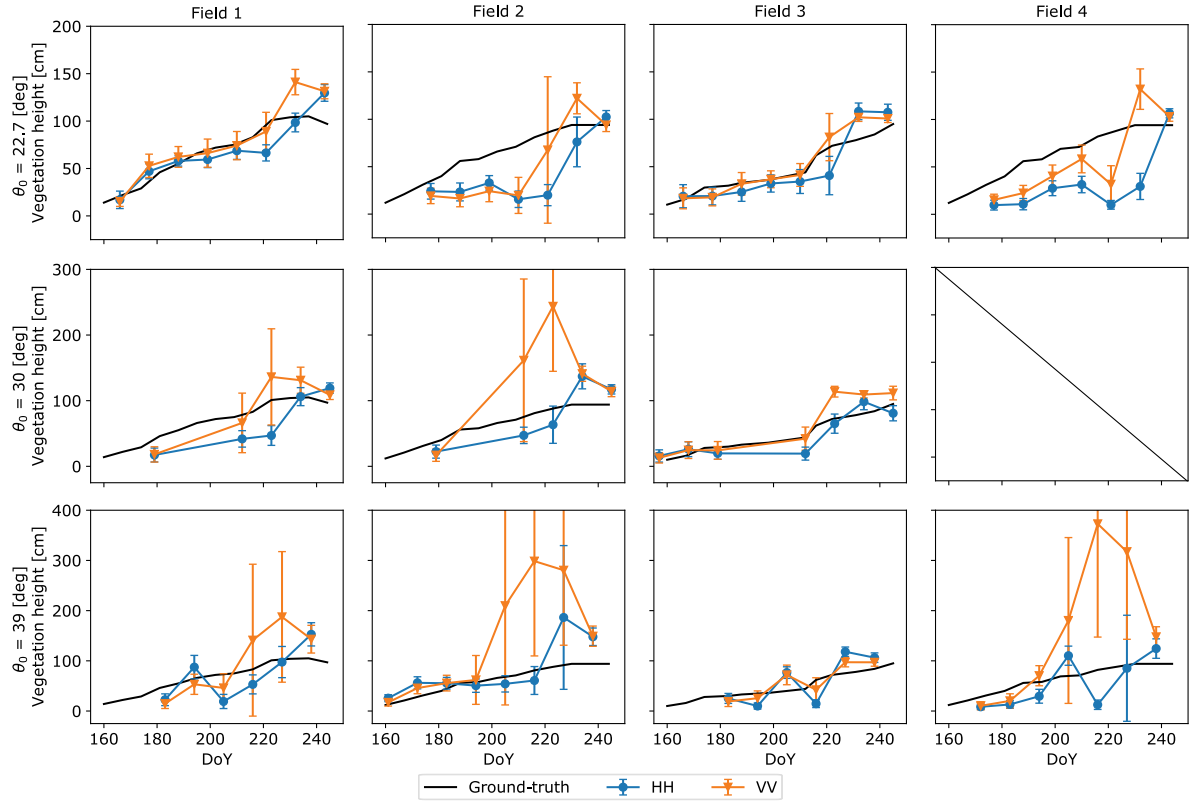 Field 1 Field 2 Field 3 Field 4
θ₀ = 22.7 [deg]
Vegetation height [cm]
200
150
100
50
0
θ₀ = 30 [deg]
Vegetation height [cm]
300
200
100
0
θ₀ = 39 [deg]
Vegetation height [cm]
400
300
200
100
0
160 180 200 220 240 160 180 200 220 240 160 180 200 220 240 160 180 200 220 240
DoY DoY DoY DoY
Ground-truth HH VV